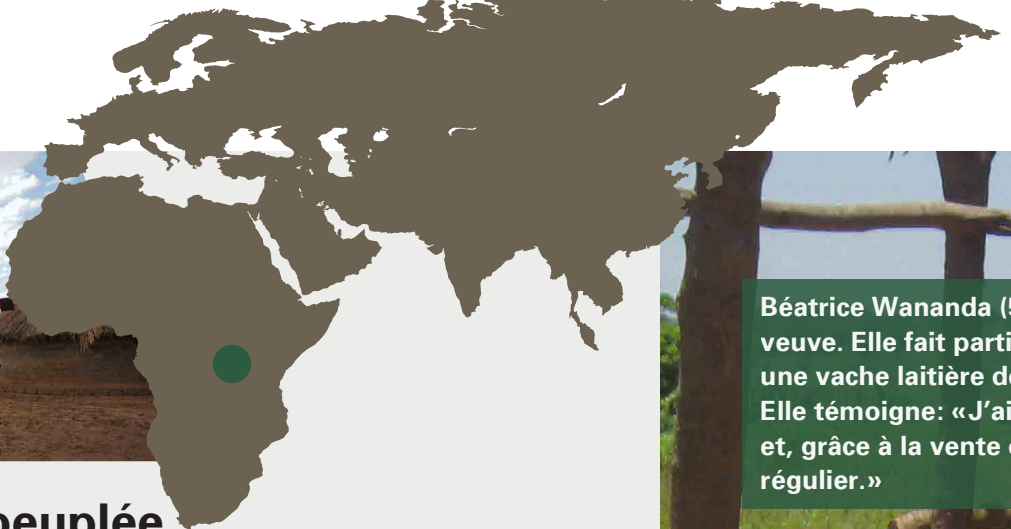 Béatrice Wananda
veuve. Elle fait
une vache laitière
Elle témoigne: «J'ai
et, grâce à la vente
régulier.»
peuplée